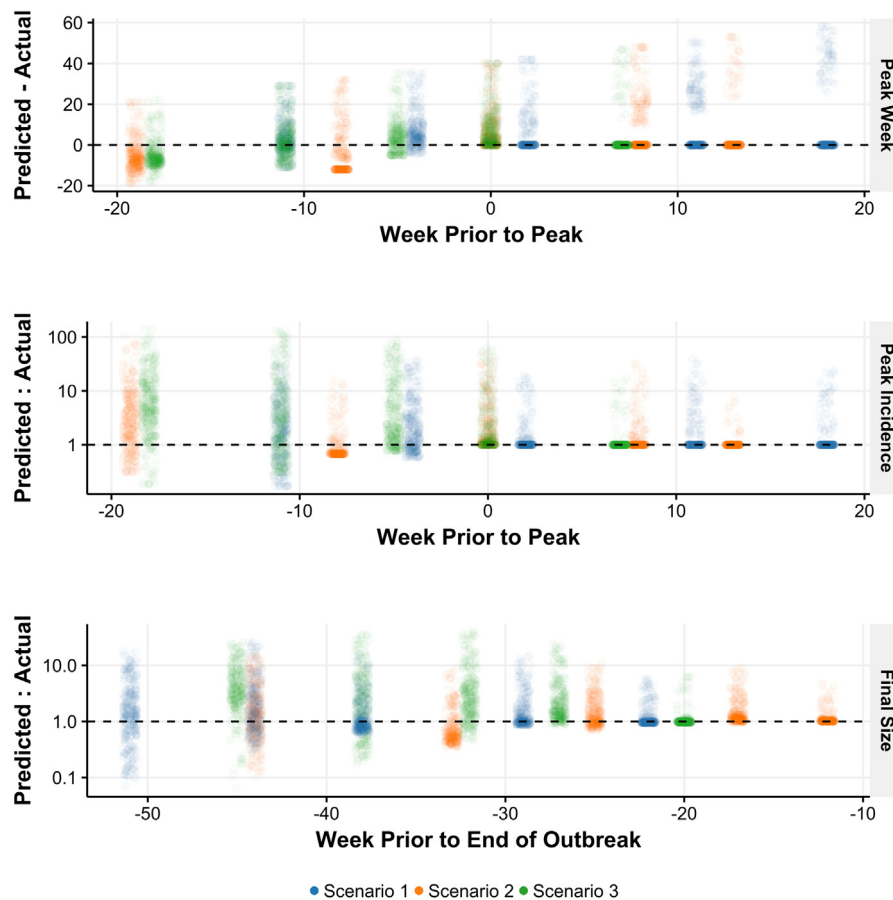 Predicted - Actual
60
40
20
0
-20
-20
-10
0
10
20
Week Prior to Peak
Peak Week
Predicted : Actual
100
10
1
-20
-10
0
10
20
Week Prior to Peak
Peak Incidence
Predicted : Actual
10.0
1.0
0.1
-50
-40
-30
-20
-10
Week Prior to End of Outbreak
Final Size
Scenario 1 Scenario 2 Scenario 3